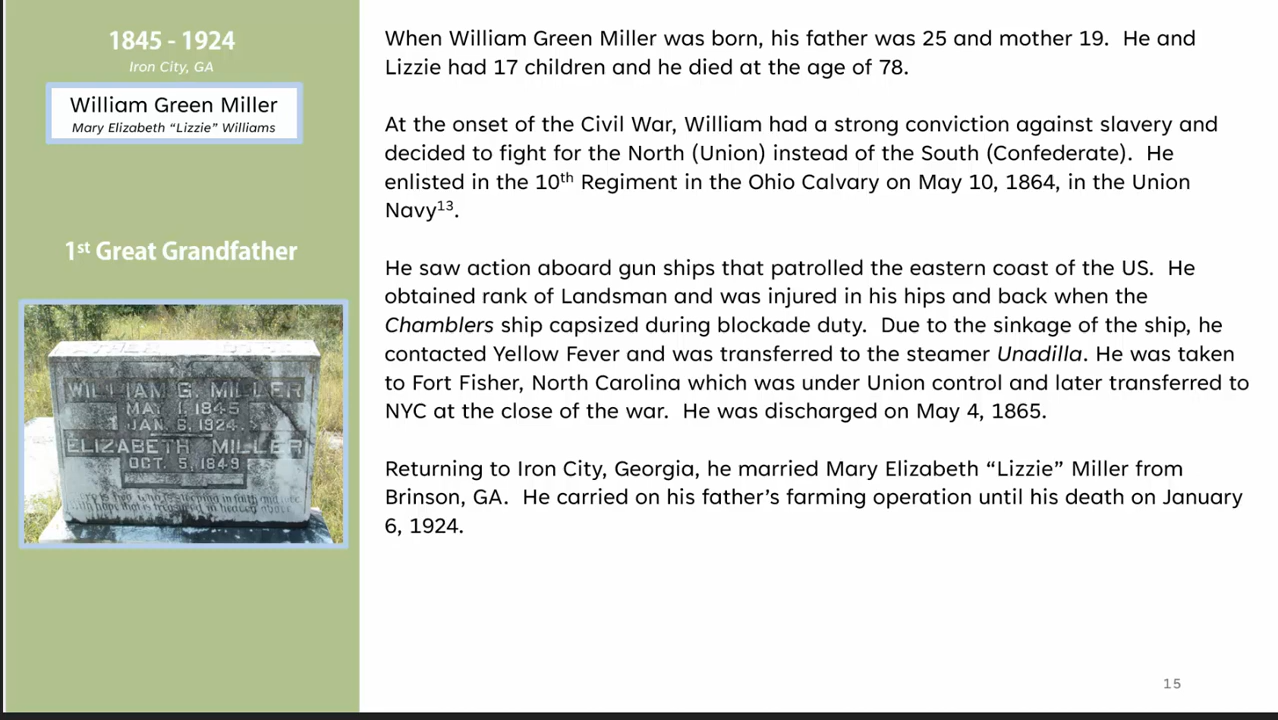 1845 - 1924
Iron City, GA
William Green Miller
Mary Elizabeth “Lizzie” Williams
1st Great Grandfather
WILLIAM G. MILLER
MAY 1, 1845
JAN. 6, 1924.
ELIZABETH MILLER
OCT. 5, 1849
When William Green Miller was born, his father was 25 and mother 19. He and
Lizzie had 17 children and he died at the age of 78.
At the onset of the Civil War, William had a strong conviction against slavery and
decided to fight for the North (Union) instead of the South (Confederate). He
enlisted in the 10th Regiment in the Ohio Calvary on May 10, 1864, in the Union
Navy13.
He saw action aboard gun ships that patrolled the eastern coast of the US. He
obtained rank of Landsman and was injured in his hips and back when the
Chamblers ship capsized during blockade duty. Due to the sinkage of the ship, he
contacted Yellow Fever and was transferred to the steamer Unadilla. He was taken
to Fort Fisher, North Carolina which was under Union control and later transferred to
NYC at the close of the war. He was discharged on May 4, 1865.
Returning to Iron City, Georgia, he married Mary Elizabeth “Lizzie” Miller from
Brinson, GA. He carried on his father’s farming operation until his death on January
6, 1924.
15